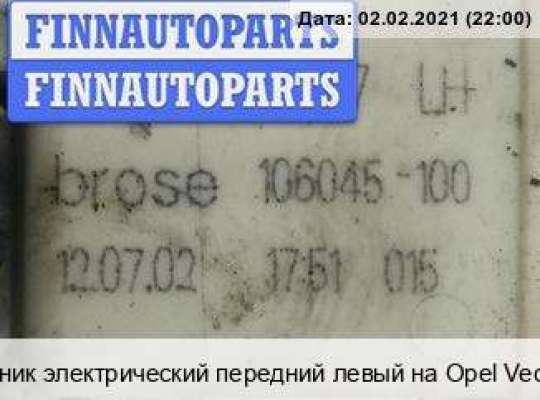 FINNAUTOPARTS
FINNAUTOPARTS
Дата: 02.02.2021 (22:00)
brose 106045-100
12.07.02 17:51 015
ник электрический передний левый на Opel Vec